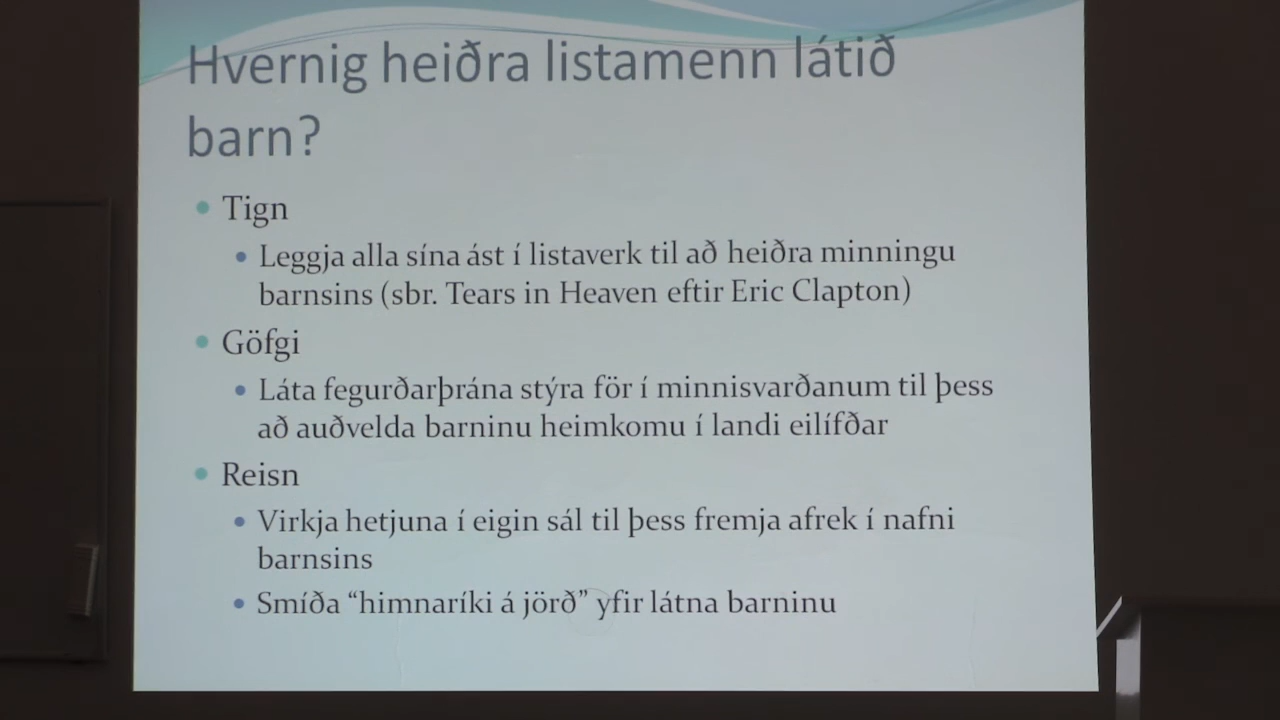 Hvernig heiðra listamenn látið
barn?
• Tign
• Leggja alla sína ást í listaverk til að heiðra minningu
barnsins (sbr. Tears in Heaven eftir Eric Clapton)
• Göfgi
• Láta fegurðarþrána stýra för í minnisvarðanum til þess
að auðvelda barninu heimkomu í landi eilífðar
• Reisn
• Virkja hetjuna í eigin sál til þess fremja afrek í nafni
barnsins
• Smíða “himnaríki á jörð” yfir látna barninu